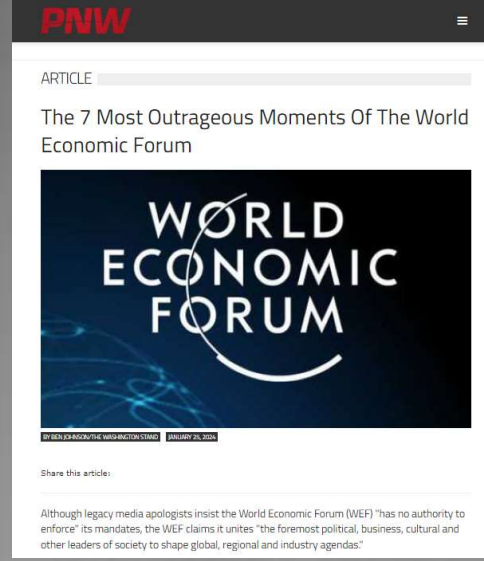 PNW
ARTICLE
The 7 Most Outrageous Moments Of The World
Economic Forum
WORLD
ECONOMIC
FORUM
BY BEN JOHNSON/THE WASHINGTON STAND JANUARY 25, 2024
Share this article:
Although legacy media apologists insist the World Economic Forum (WEF) "has no authority to
enforce" its mandates, the WEF claims it unites "the foremost political, business, cultural and
other leaders of society to shape global, regional and industry agendas."